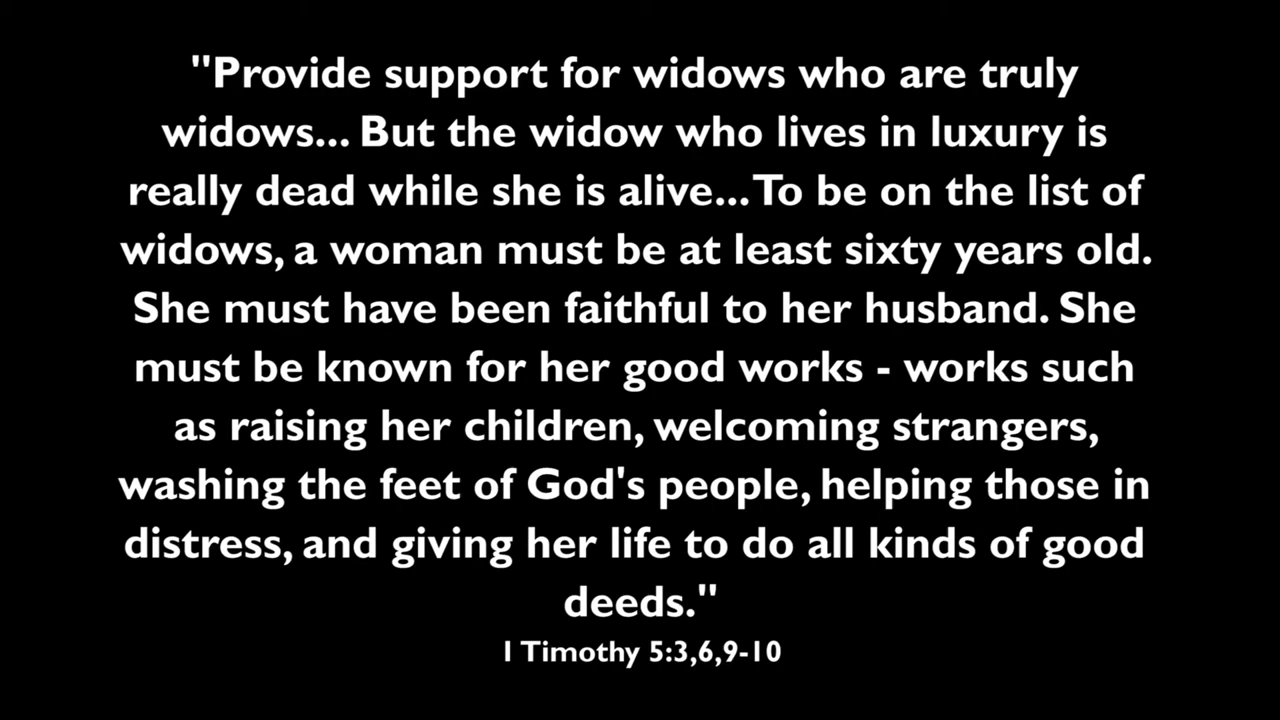 "Provide support for widows who are truly
widows... But the widow who lives in luxury is
really dead while she is alive... To be on the list of
widows, a woman must be at least sixty years old.
She must have been faithful to her husband. She
must be known for her good works - works such
as raising her children, welcoming strangers,
washing the feet of God's people, helping those in
distress, and giving her life to do all kinds of good
deeds."
1 Timothy 5:3,6,9-10